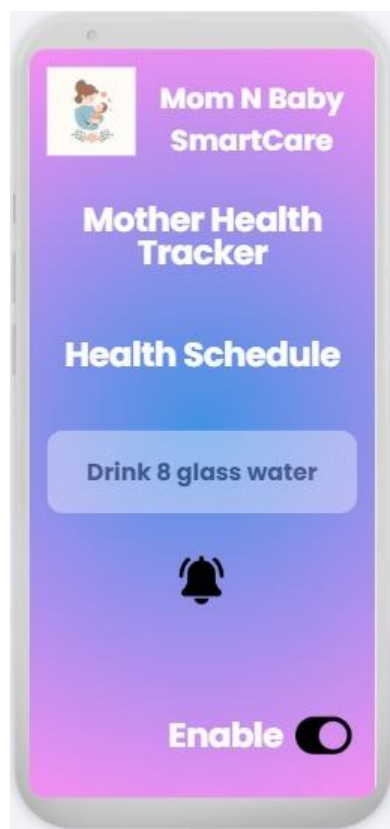 Mom N Baby
SmartCare
Mother Health
Tracker
Health Schedule
Drink 8 glass water
Enable